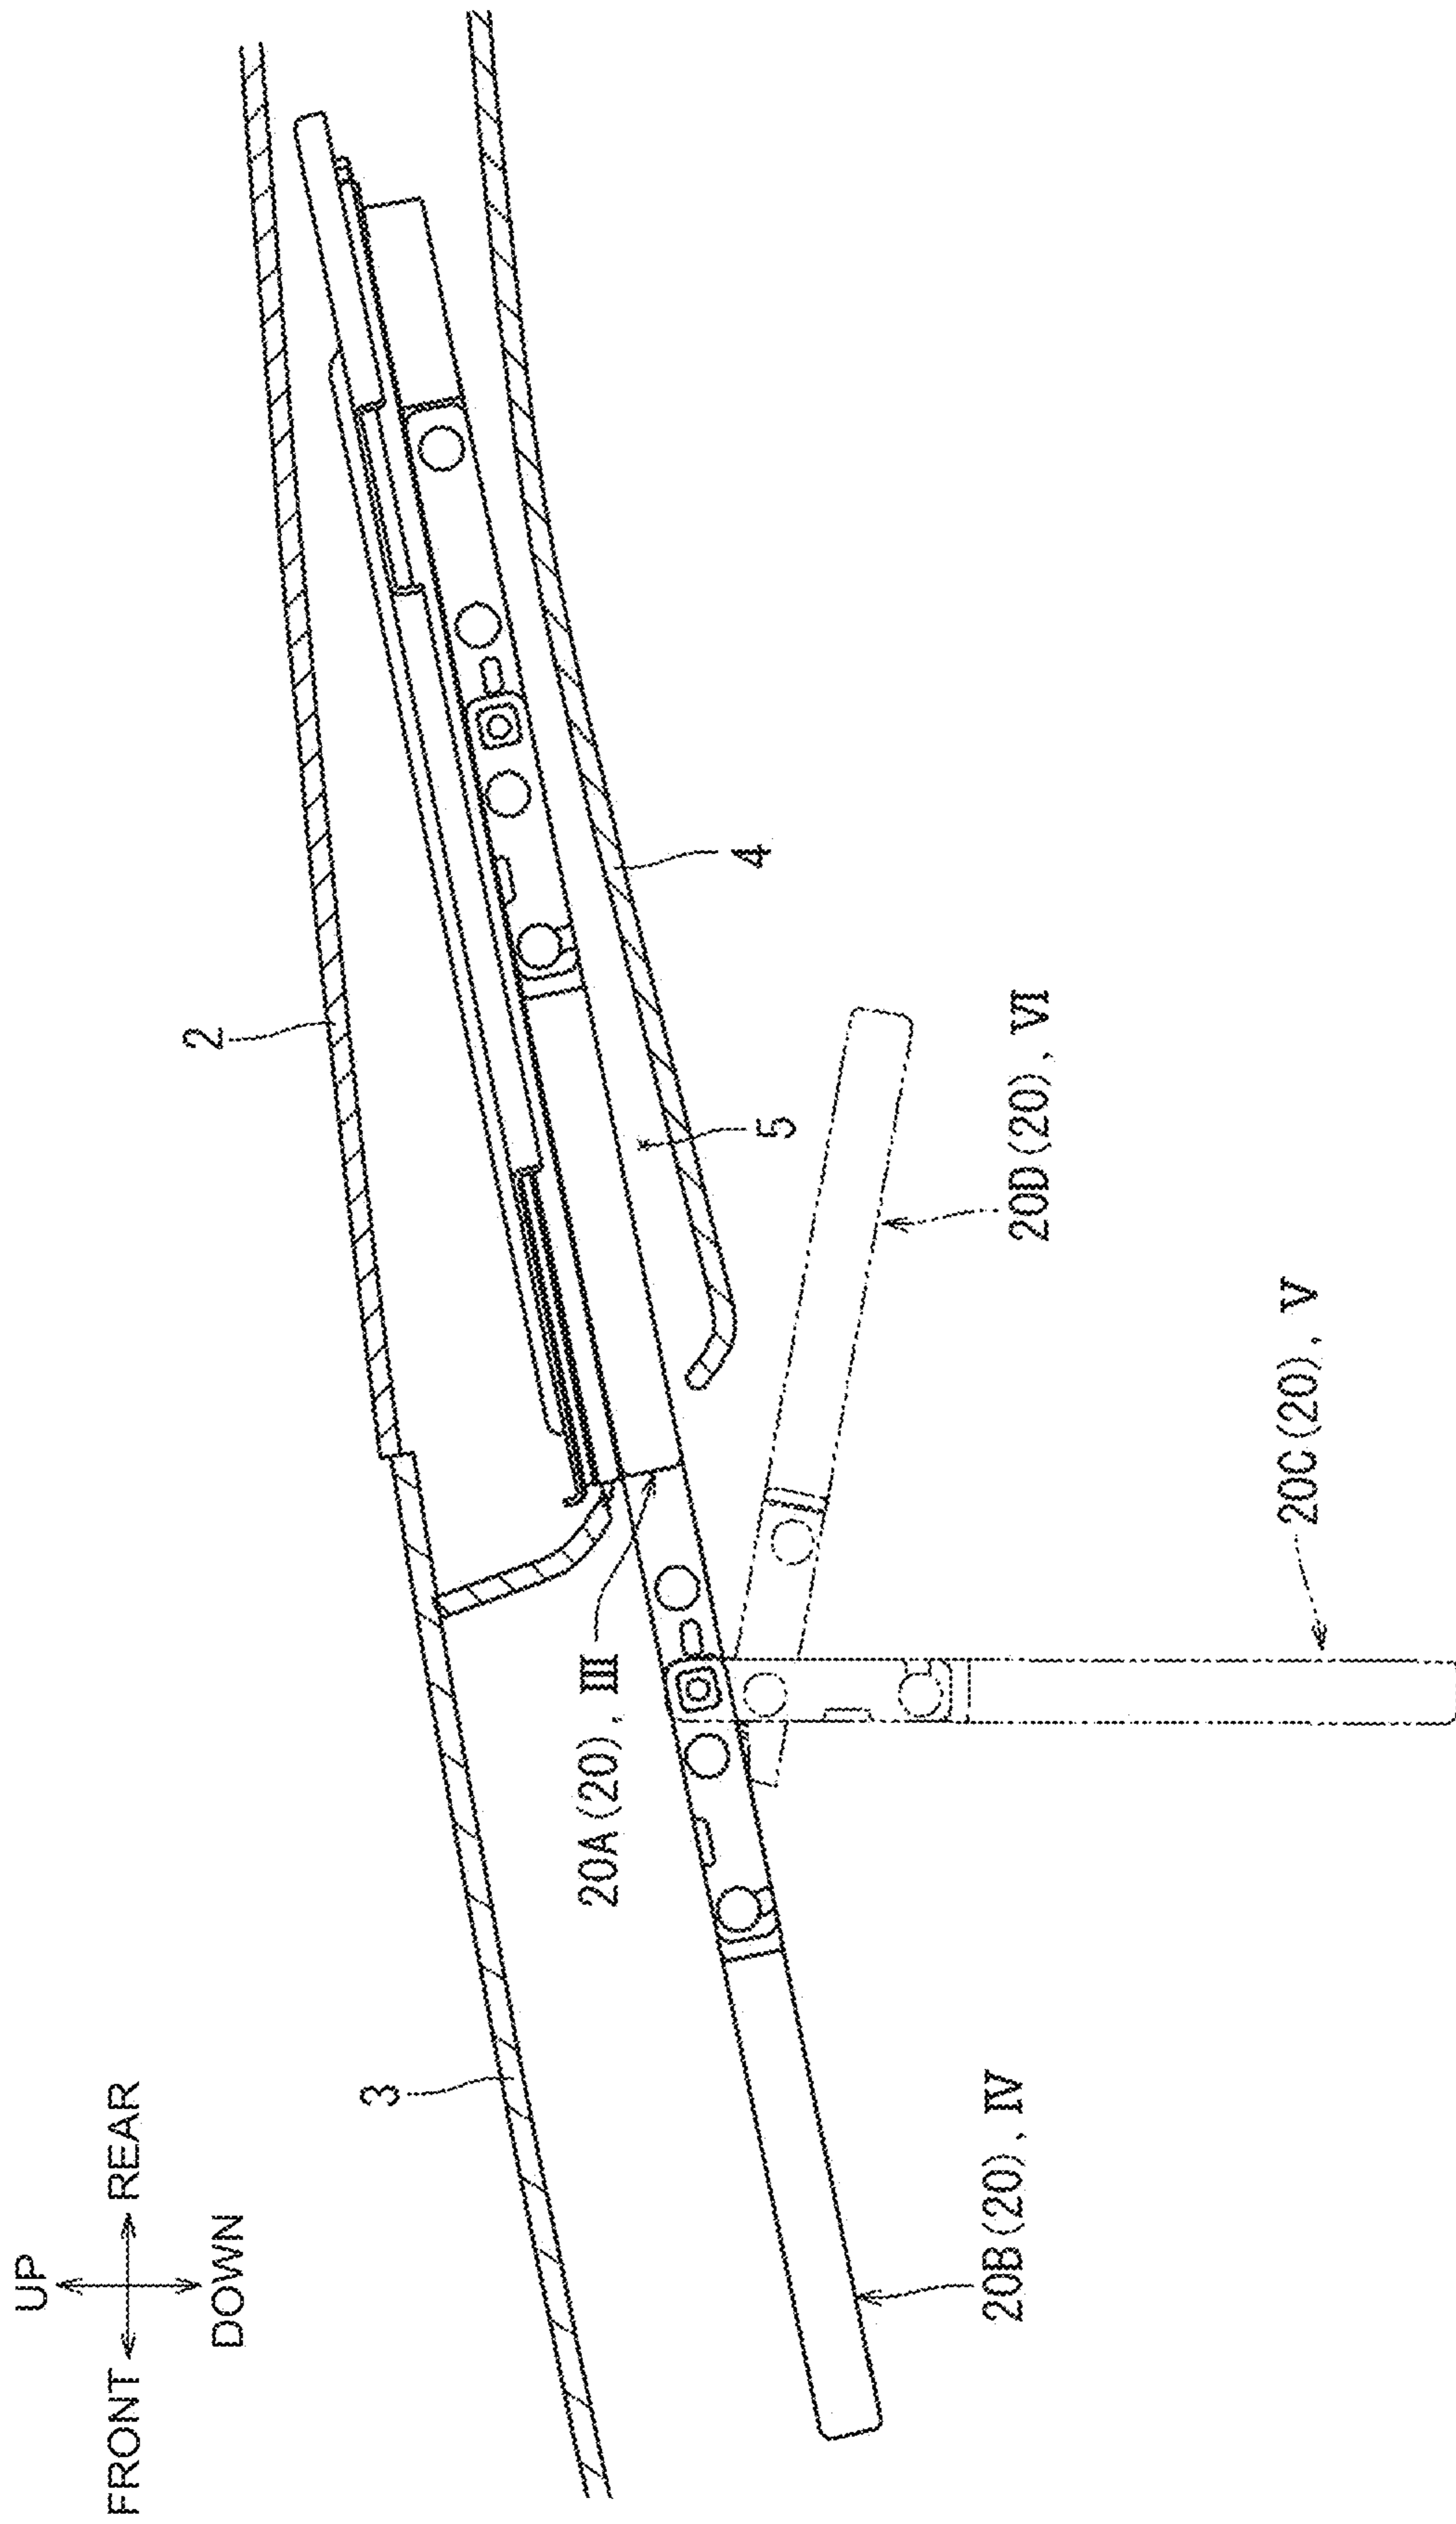 UP
FRONT
REAR
DOWN
2
3
4
5
20A(20), III
20B(20), IV
20C(20), V
20D(20), VI